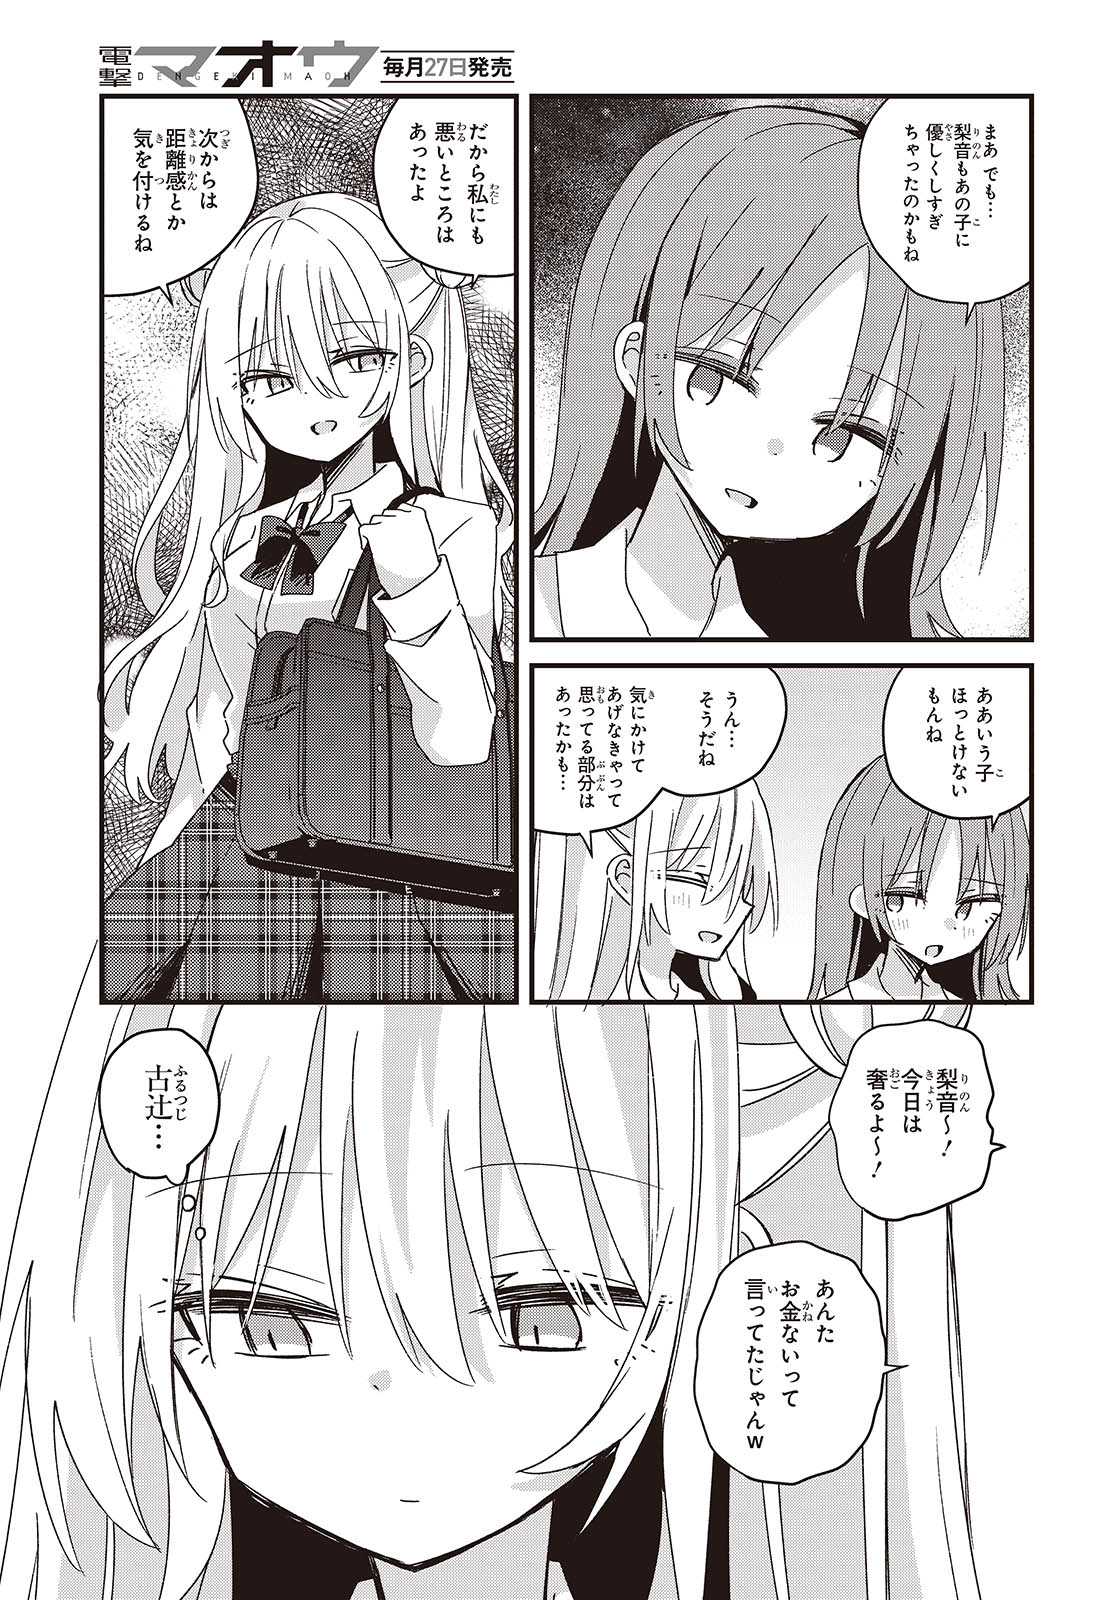 電撃マオウ
DENGEKI MAOH
毎月27日発売
まあ でも…
梨音もあの子に
優しくしすぎ
ちゃったのかもね
ああいう子
ほっとけない
もんね
うん…
そうだね
気にかけて
あげなきゃって
思ってる部分は
あったかも…
だから私にも
悪いところは
あったよ
次からは
距離感とか
気を付けるね
梨音〜!
今日は
奢るよ〜!
あんた
お金ないって
言ってたじゃんw
古辻…